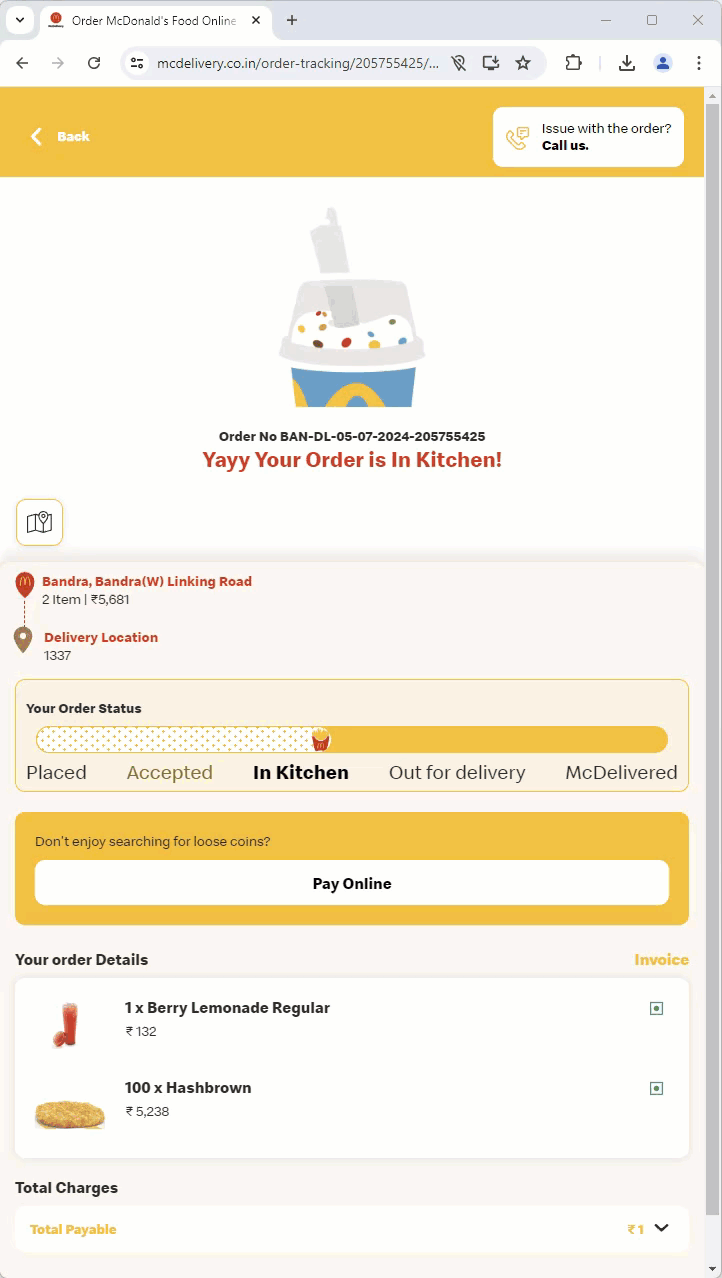 Order McDonald's Food Online
mcdelivery.co.in/order-tracking/205755425/...
Back
Issue with the order?
Call us.
Order No BAN-DL-05-07-2024-205755425
Yayy Your Order is In Kitchen!
Bandra, Bandra(W) Linking Road
2 Item | ₹5,681
Delivery Location
1337
Your Order Status
Placed Accepted In Kitchen Out for delivery McDelivered
Don't enjoy searching for loose coins?
Pay Online
Your order Details Invoice
1 x Berry Lemonade Regular
₹ 132
100 x Hashbrown
₹ 5,238
Total Charges
Total Payable ₹ 1